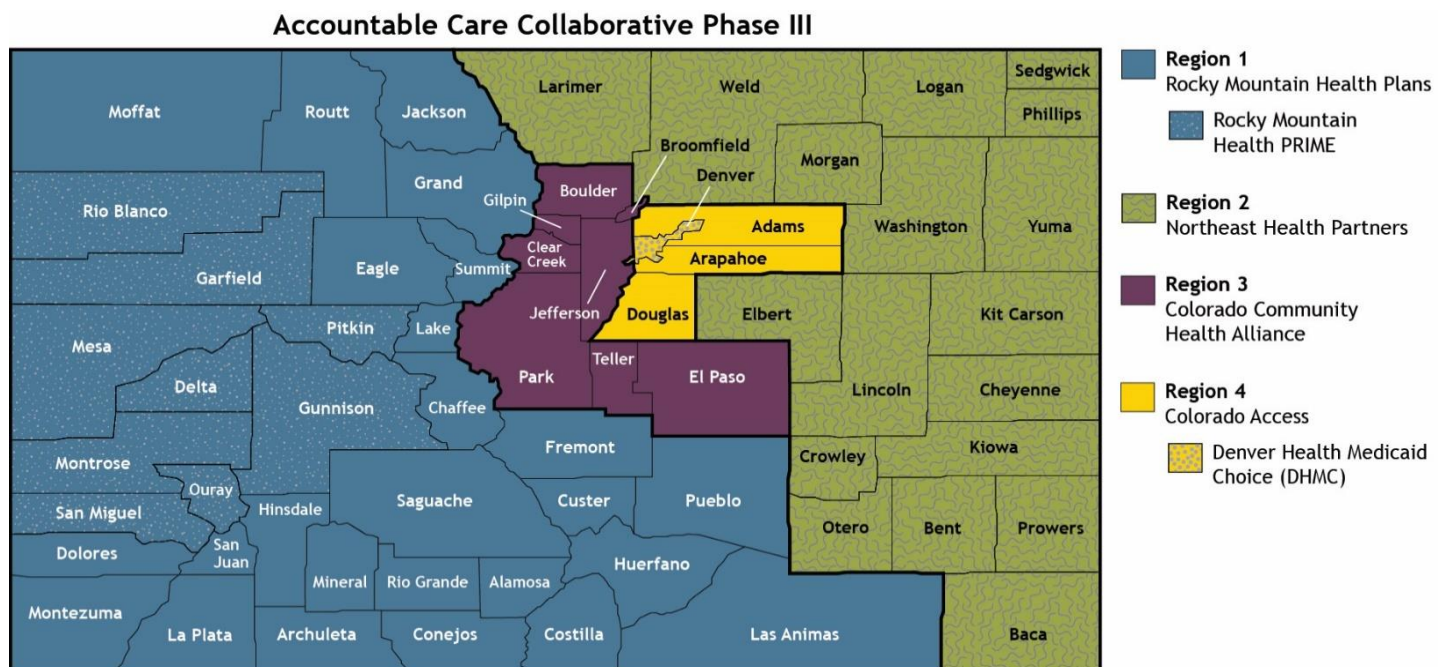 Accountable Care Collaborative Phase III
Moffat
Routt
Jackson
Larimer
Weld
Logan
Sedgwick
Phillips
Rio Blanco
Grand
Gilpin
Boulder
Broomfield
Denver
Morgan
Washington
Yuma
Garfield
Eagle
Summit
Clear
Creek
Adams
Arapahoe
Jefferson
Douglas
Elbert
Kit Carson
Mesa
Pitkin
Lake
Delta
Park
Teller
El Paso
Lincoln
Cheyenne
Gunnison
Chaffee
Fremont
Crowley
Kiowa
Montrose
Ouray
San Miguel
Hinsdale
Saguache
Custer
Pueblo
Otero
Bent
Prowers
Dolores
San
Juan
Mineral
Rio Grande
Alamosa
Huerfano
Montezuma
La Plata
Archuleta
Conejos
Costilla
Las Animas
Baca
Region 1
Rocky Mountain Health Plans
Rocky Mountain
Health PRIME
Region 2
Northeast Health Partners
Region 3
Colorado Community
Health Alliance
Region 4
Colorado Access
Denver Health Medicaid
Choice (DHMC)